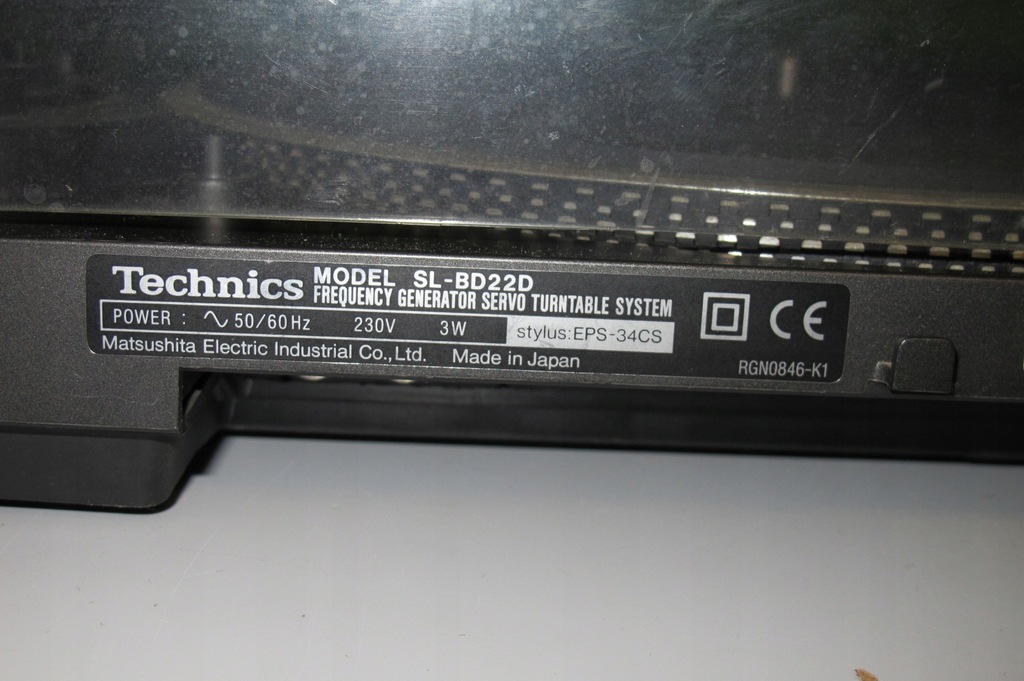 Technics MODEL SL-BD22D
FREQUENCY GENERATOR SERVO TURNTABLE SYSTEM
POWER : ∿ 50/60Hz 230V 3W stylus:EPS-34CS
Matsushita Electric Industrial Co.,Ltd. Made in Japan
CE
RGN0846-K1